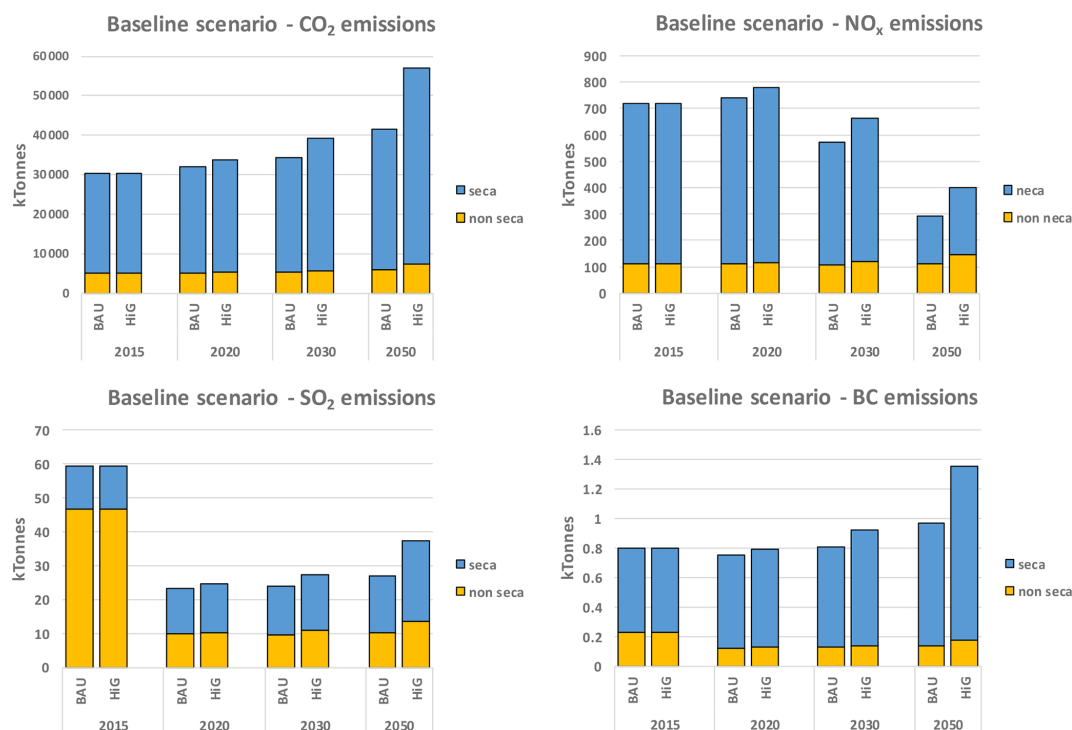 Baseline scenario - CO₂ emissions
60000
50000
40000
30000
20000
10000
0
kTonnes
BAU
HiG
BAU
HiG
BAU
HiG
BAU
HiG
2015
2020
2030
2050
seca
non seca
Baseline scenario - NOₓ emissions
900
800
700
600
500
400
300
200
100
0
kTonnes
BAU
HiG
BAU
HiG
BAU
HiG
BAU
HiG
2015
2020
2030
2050
neca
non neca
Baseline scenario - SO₂ emissions
70
60
50
40
30
20
10
0
kTonnes
BAU
HiG
BAU
HiG
BAU
HiG
BAU
HiG
2015
2020
2030
2050
seca
non seca
Baseline scenario - BC emissions
1.6
1.4
1.2
1
0.8
0.6
0.4
0.2
0
kTonnes
BAU
HiG
BAU
HiG
BAU
HiG
BAU
HiG
2015
2020
2030
2050
seca
non seca